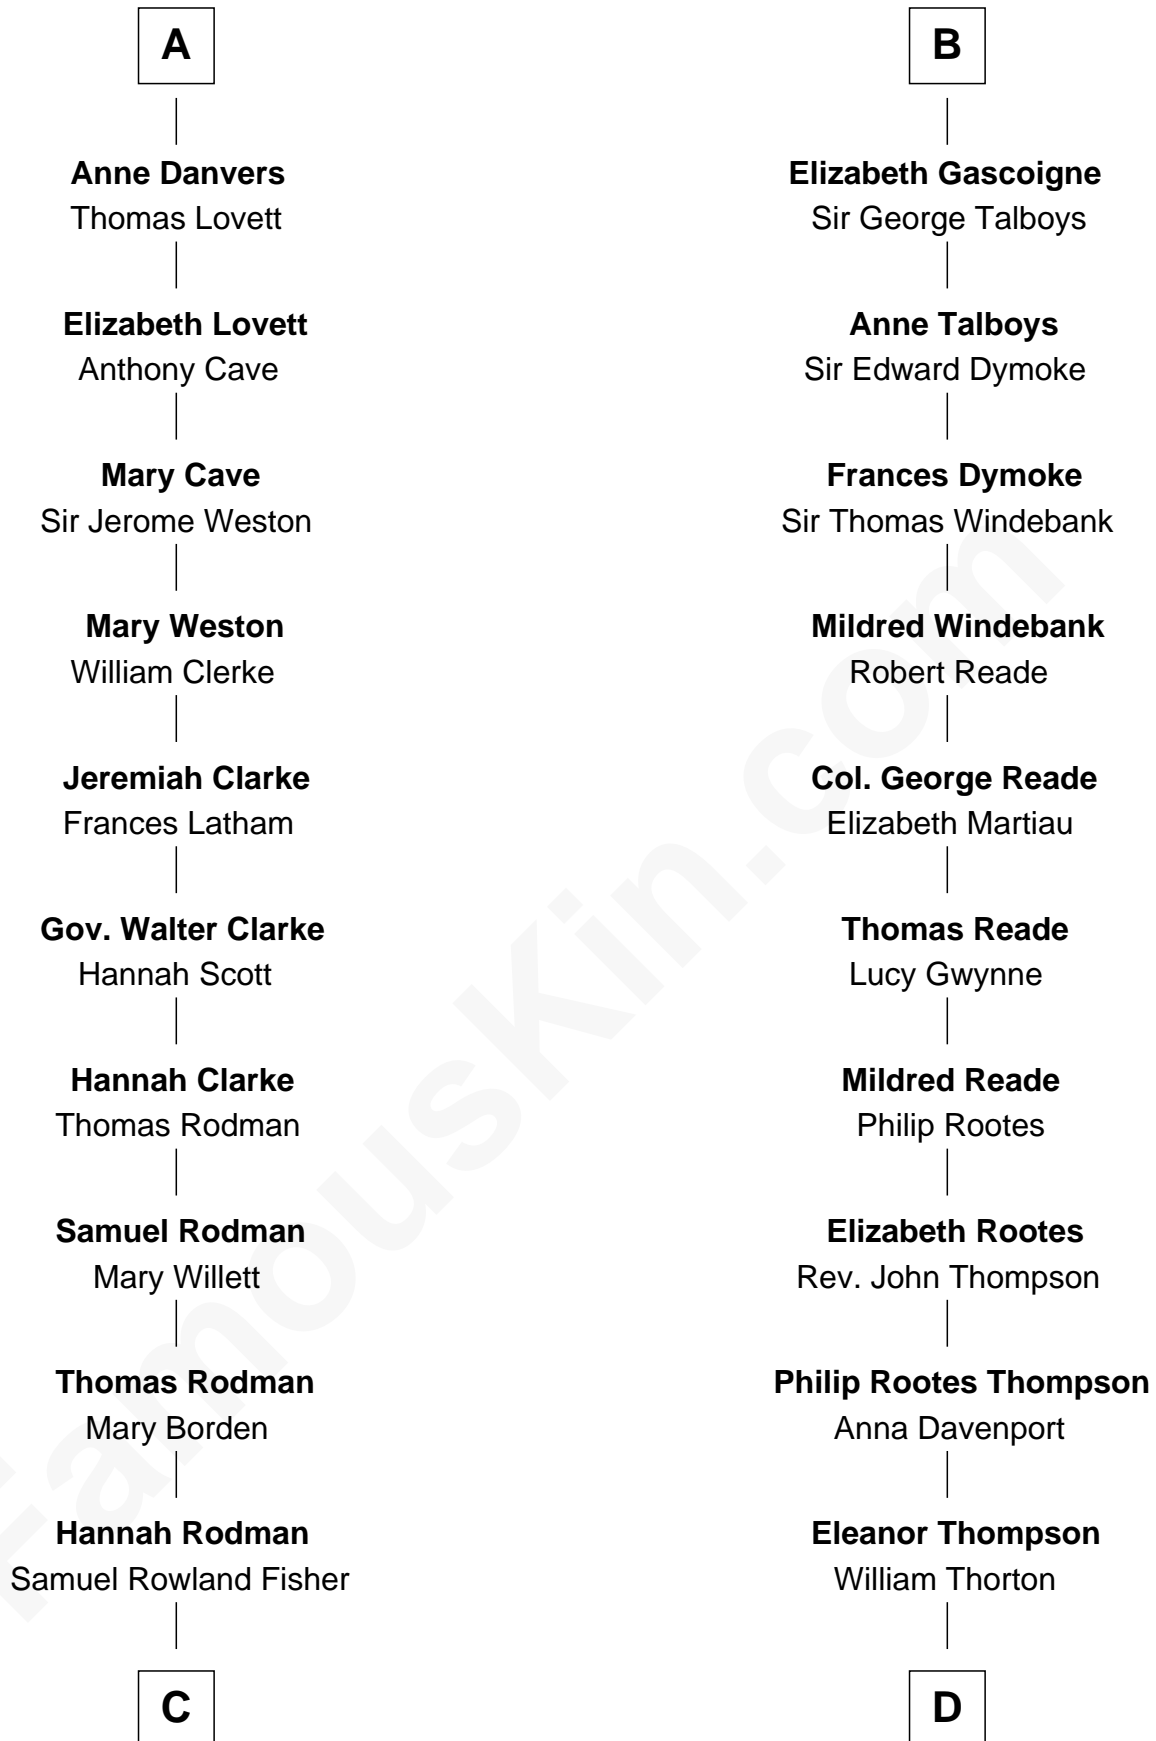 A
Anne Danvers
Thomas Lovett
Elizabeth Lovett
Anthony Cave
Mary Cave
Sir Jerome Weston
Mary Weston
William Clerke
Jeremiah Clarke
Frances Latham
Gov. Walter Clarke
Hannah Scott
Hannah Clarke
Thomas Rodman
Samuel Rodman
Mary Willett
Thomas Rodman
Mary Borden
Hannah Rodman
Samuel Rowland Fisher
C
B
Elizabeth Gascoigne
Sir George Talboys
Anne Talboys
Sir Edward Dymoke
Frances Dymoke
Sir Thomas Windebank
Mildred Windebank
Robert Reade
Col. George Reade
Elizabeth Martiau
Thomas Reade
Lucy Gwynne
Mildred Reade
Philip Rootes
Elizabeth Rootes
Rev. John Thompson
Philip Rootes Thompson
Anna Davenport
Eleanor Thompson
William Thorton
D
FamousKin.com